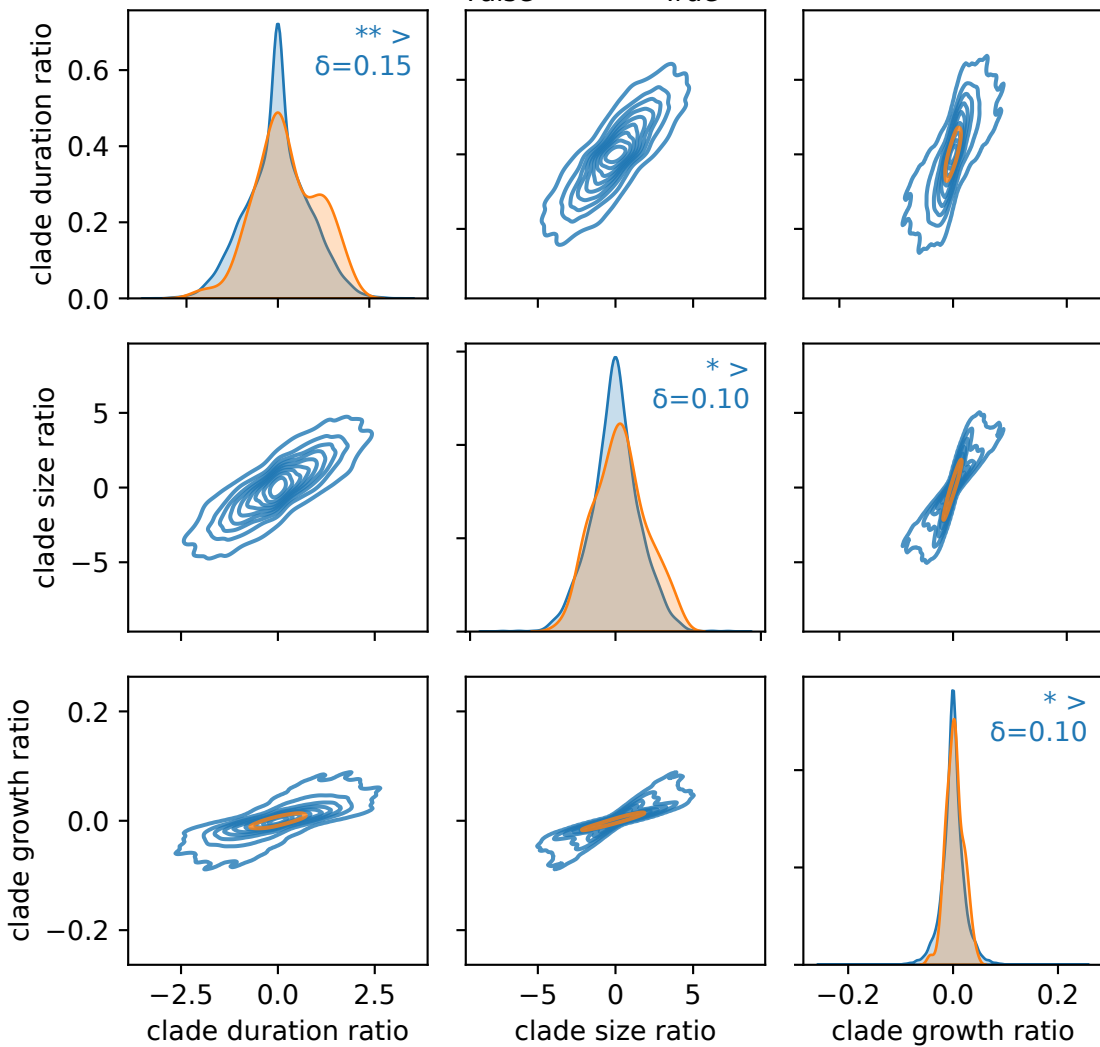 clade duration ratio
0.6
0.4
0.2
0.0
** >
δ=0.15
clade size ratio
5
0
−5
* >
δ=0.10
clade growth ratio
0.2
0.0
−0.2
* >
δ=0.10
−2.5 0.0 2.5
−5 0 5
−0.2 0.0 0.2
clade duration ratio
clade size ratio
clade growth ratio